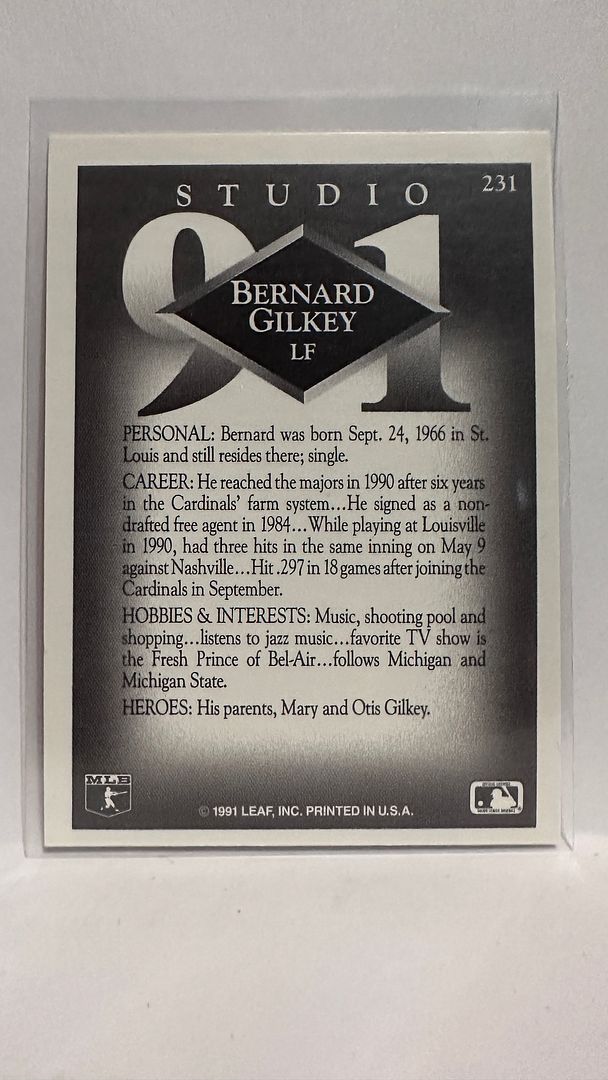 STUDIO
231
91
BERNARD
GILKEY
LF
PERSONAL: Bernard was born Sept. 24, 1966 in St.
Louis and still resides there; single.
CAREER: He reached the majors in 1990 after six years
in the Cardinals' farm system...He signed as a non-
drafted free agent in 1984...While playing at Louisville
in 1990, had three hits in the same inning on May 9
against Nashville...Hit .297 in 18 games after joining the
Cardinals in September.
HOBBIES & INTERESTS: Music, shooting pool and
shopping...listens to jazz music...favorite TV show is
the Fresh Prince of Bel-Air...follows Michigan and
Michigan State.
HEROES: His parents, Mary and Otis Gilkey.
MLB
© 1991 LEAF, INC. PRINTED IN U.S.A.